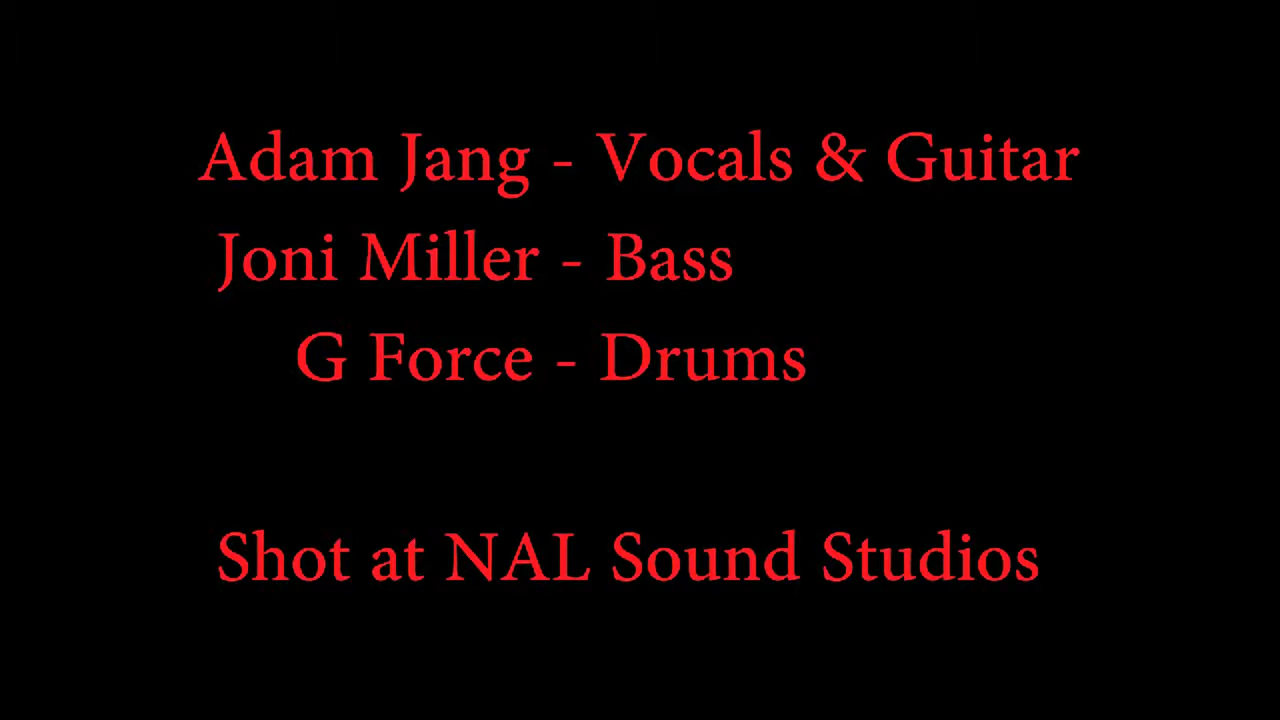 Adam Jang - Vocals & Guitar
Joni Miller - Bass
G Force - Drums
Shot at NAL Sound Studios